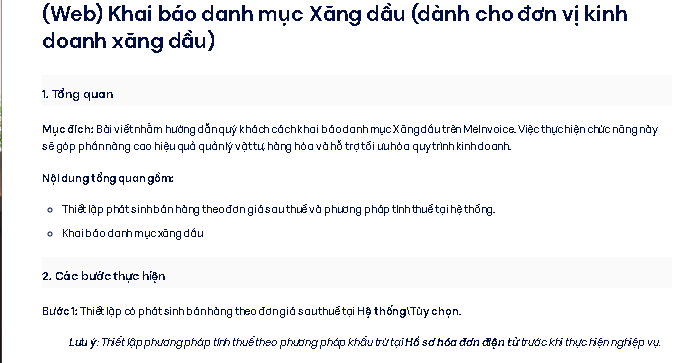 (Web) Khai báo danh mục Xăng dầu (dành cho đơn vị kinh
doanh xăng dầu)
1. Tổng quan
Mục đích: Bài viết nhằm hướng dẫn quý khách cách khai báo danh mục Xăng dầu trên MeInvoice. Việc thực hiện chức năng này
sẽ góp phần nâng cao hiệu quả quản lý vật tư, hàng hóa và hỗ trợ tối ưu hóa quy trình kinh doanh.
Nội dung tổng quan gồm:
Thiết lập phát sinh bán hàng theo đơn giá sau thuế và phương pháp tính thuế tại hệ thống.
Khai báo danh mục xăng dầu
2. Các bước thực hiện
Bước 1: Thiết lập có phát sinh bán hàng theo đơn giá sau thuế tại Hệ thống\Tùy chọn.
Lưu ý: Thiết lập phương pháp tính thuế theo phương pháp khấu trừ tại Hồ sơ hóa đơn điện tử trước khi thực hiện nghiệp vụ.